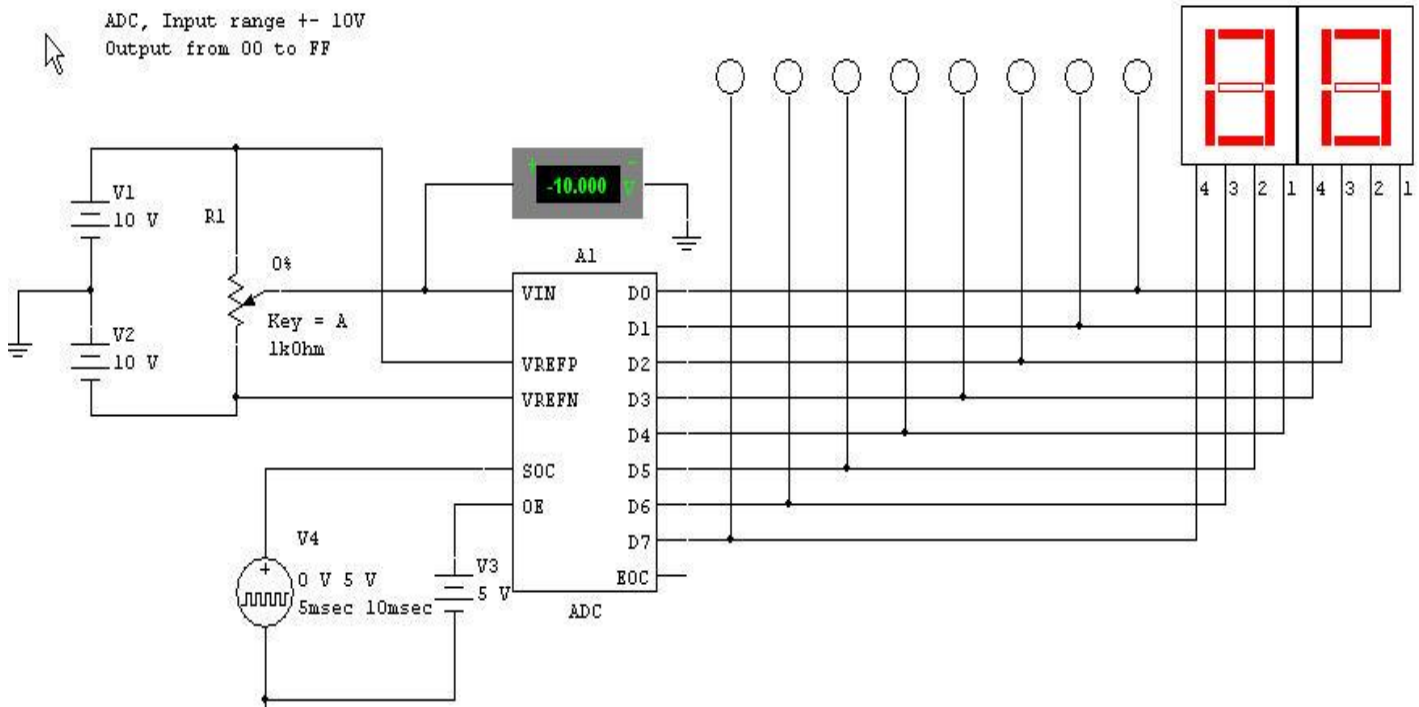 ADC, Input range +- 10V
Output from 00 to FF
00
4 3 2 1 4 3 2 1
V1
10 V
R1
+ -
-10.000 V
A1
0%
Key = A
1kOhm
V2
10 V
VIN
VREFP
VREFN
SOC
OE
D0
D1
D2
D3
D4
D5
D6
D7
EOC
ADC
V4
+
0 V 5 V
5msec 10msec
V3
5 V